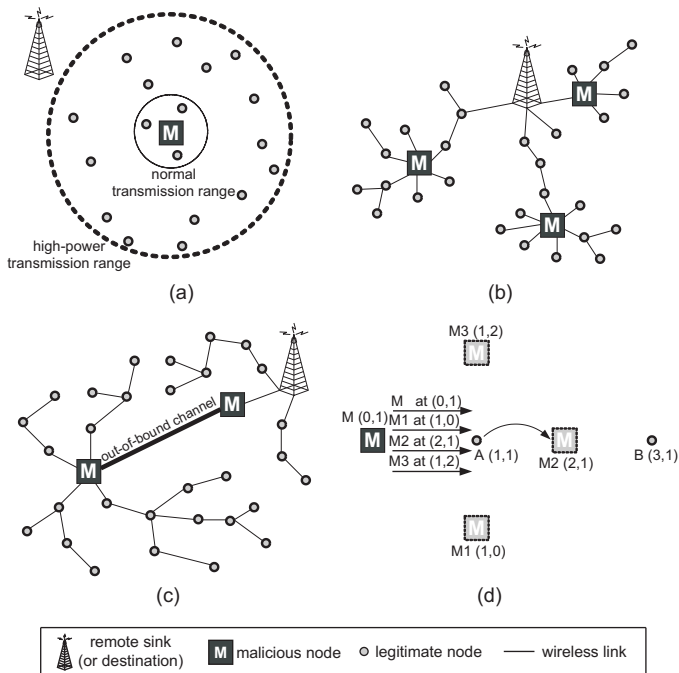 M
normal
transmission range
high-power
transmission range
(a)
M
M
M
(b)
M
out-of-bound channel
M
(c)
M3 (1,2)
M
M at (0,1)
M (0,1)
M1 at (1,0)
M
M2 at (2,1)
M3 at (1,2)
A (1,1)
M
M2 (2,1)
B (3,1)
M
M1 (1,0)
(d)
remote sink
(or destination)
M malicious node
legitimate node
wireless link